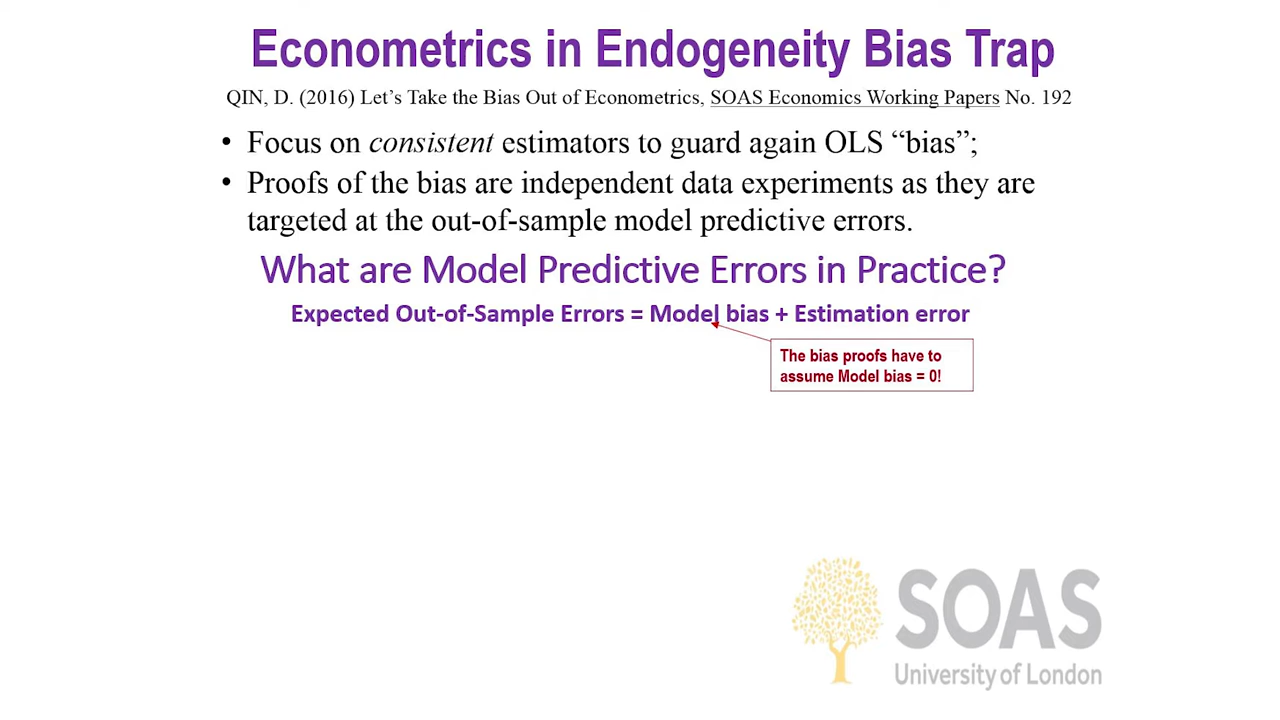 Econometrics in Endogeneity Bias Trap
QIN, D. (2016) Let’s Take the Bias Out of Econometrics, SOAS Economics Working Papers No. 192
• Focus on consistent estimators to guard again OLS “bias”;
• Proofs of the bias are independent data experiments as they are
targeted at the out-of-sample model predictive errors.
What are Model Predictive Errors in Practice?
Expected Out-of-Sample Errors = Model bias + Estimation error
The bias proofs have to
assume Model bias = 0!
SOAS
University of London